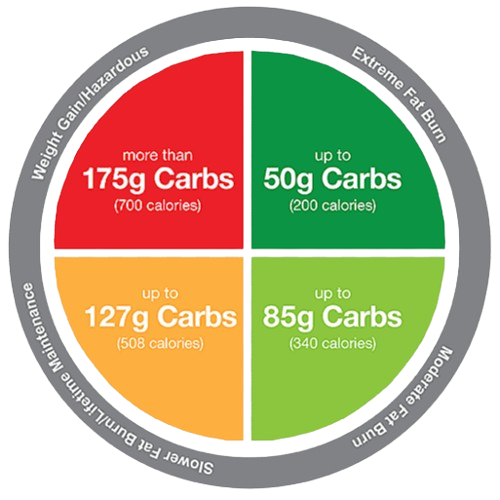 Weight Gain/Hazardous
Extreme Fat Burn
more than
175g Carbs
(700 calories)
up to
50g Carbs
(200 calories)
up to
127g Carbs
(508 calories)
up to
85g Carbs
(340 calories)
Slower Fat Burn/Lifetime Maintenance
Moderate Fat Burn